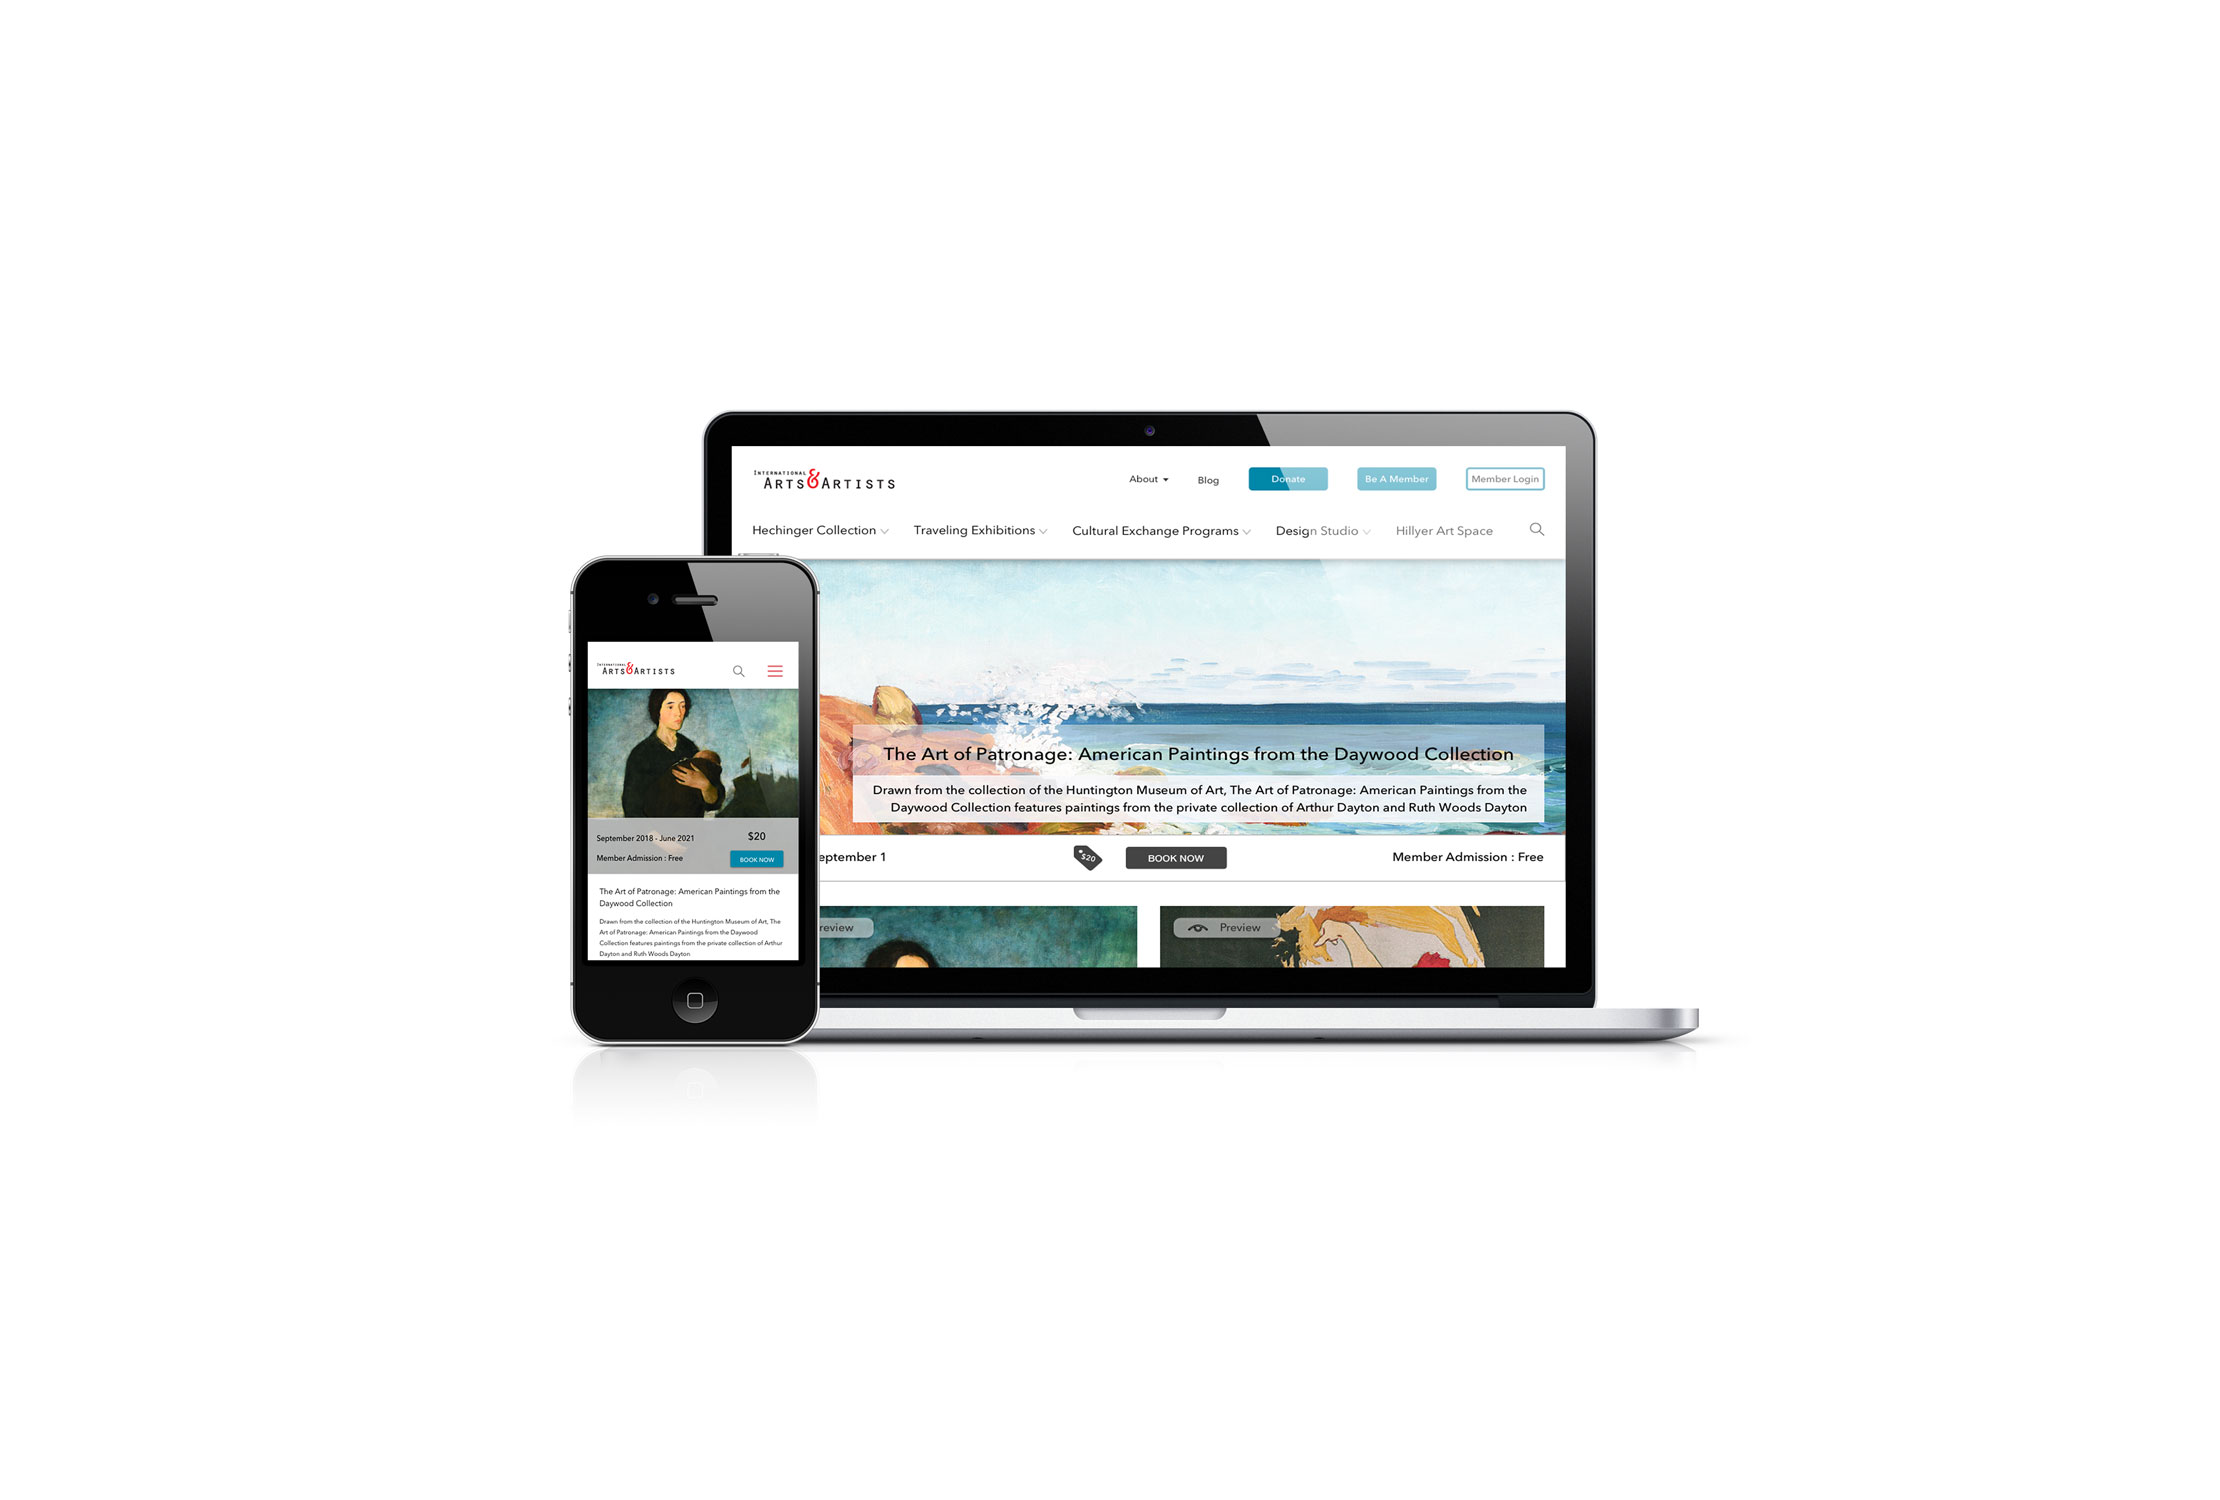 INTERNATIONAL
ARTS & ARTISTS
About
Blog
Donate
Be A Member
Member Login
Hechinger Collection
Traveling Exhibitions
Cultural Exchange Programs
Design Studio
Hillyer Art Space
The Art of Patronage: American Paintings from the Daywood Collection
Drawn from the collection of the Huntington Museum of Art, The Art of Patronage: American Paintings from the
Daywood Collection features paintings from the private collection of Arthur Dayton and Ruth Woods Dayton
eptember 1
$20
BOOK NOW
Member Admission : Free
review
Preview
INTERNATIONAL
ARTS & ARTISTS
September 2018 - June 2021
$20
Member Admission : Free
BOOK NOW
The Art of Patronage: American Paintings from the
Daywood Collection
Drawn from the collection of the Huntington Museum of Art, The
Art of Patronage: American Paintings from the Daywood
Collection features paintings from the private collection of Arthur
Dayton and Ruth Woods Dayton